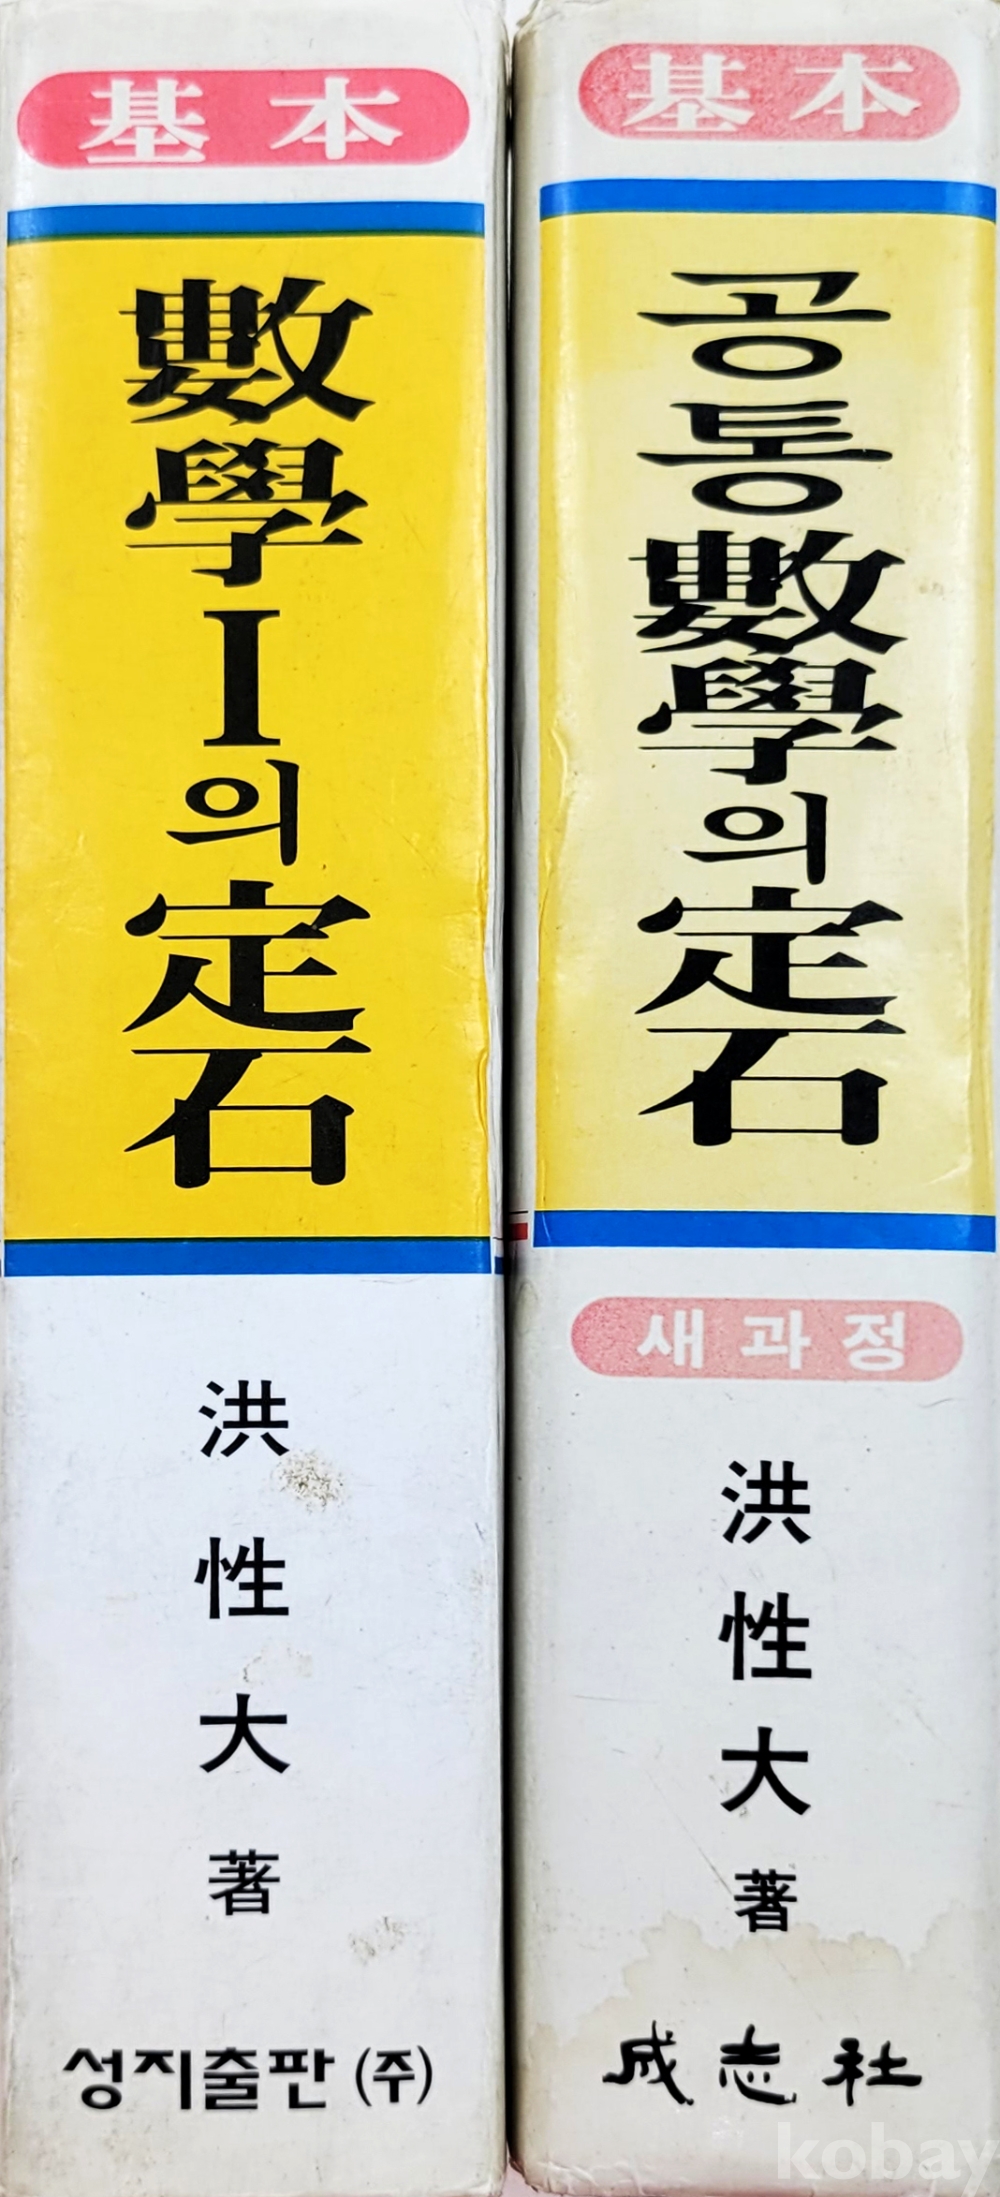 基本
數學I의定石
洪性大著
성지출판(주)
基本
공통數學의定石
새과정
洪性大著
成志社
kobay